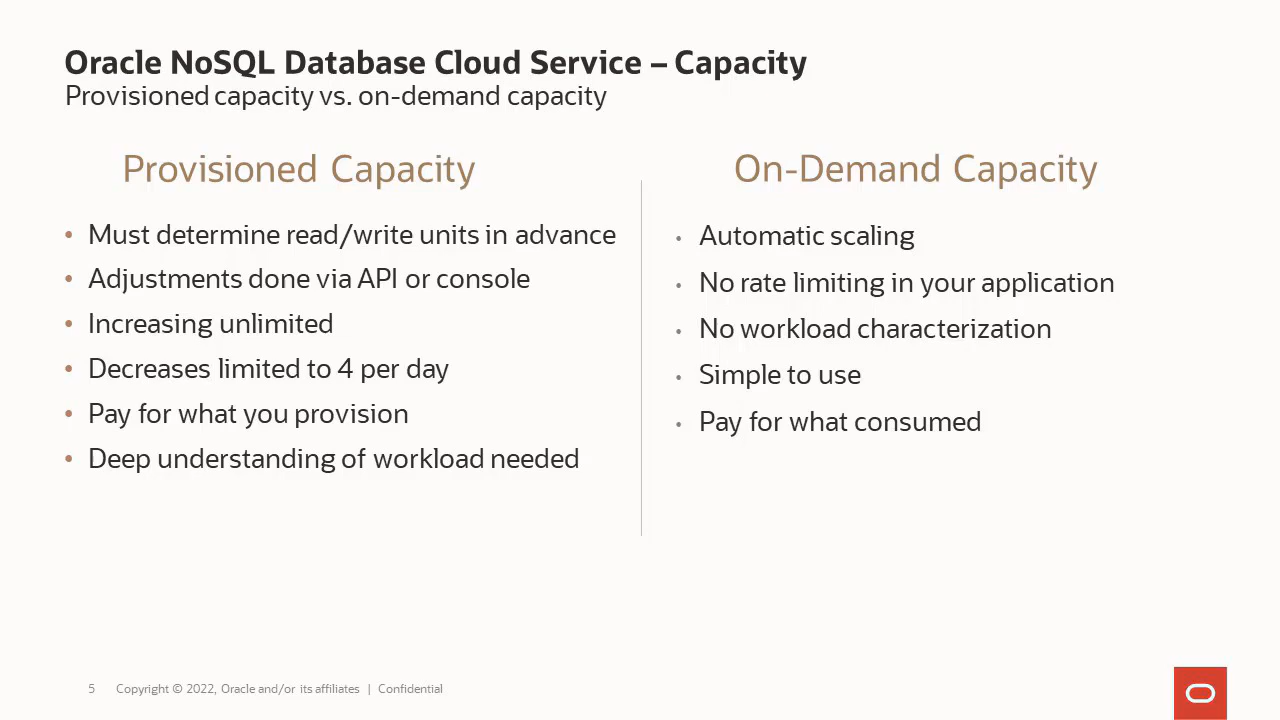 Oracle NoSQL Database Cloud Service – Capacity
Provisioned capacity vs. on-demand capacity
Provisioned Capacity
• Must determine read/write units in advance
• Adjustments done via API or console
• Increasing unlimited
• Decreases limited to 4 per day
• Pay for what you provision
• Deep understanding of workload needed
On-Demand Capacity
• Automatic scaling
• No rate limiting in your application
• No workload characterization
• Simple to use
• Pay for what consumed
5 Copyright © 2022, Oracle and/or its affiliates | Confidential